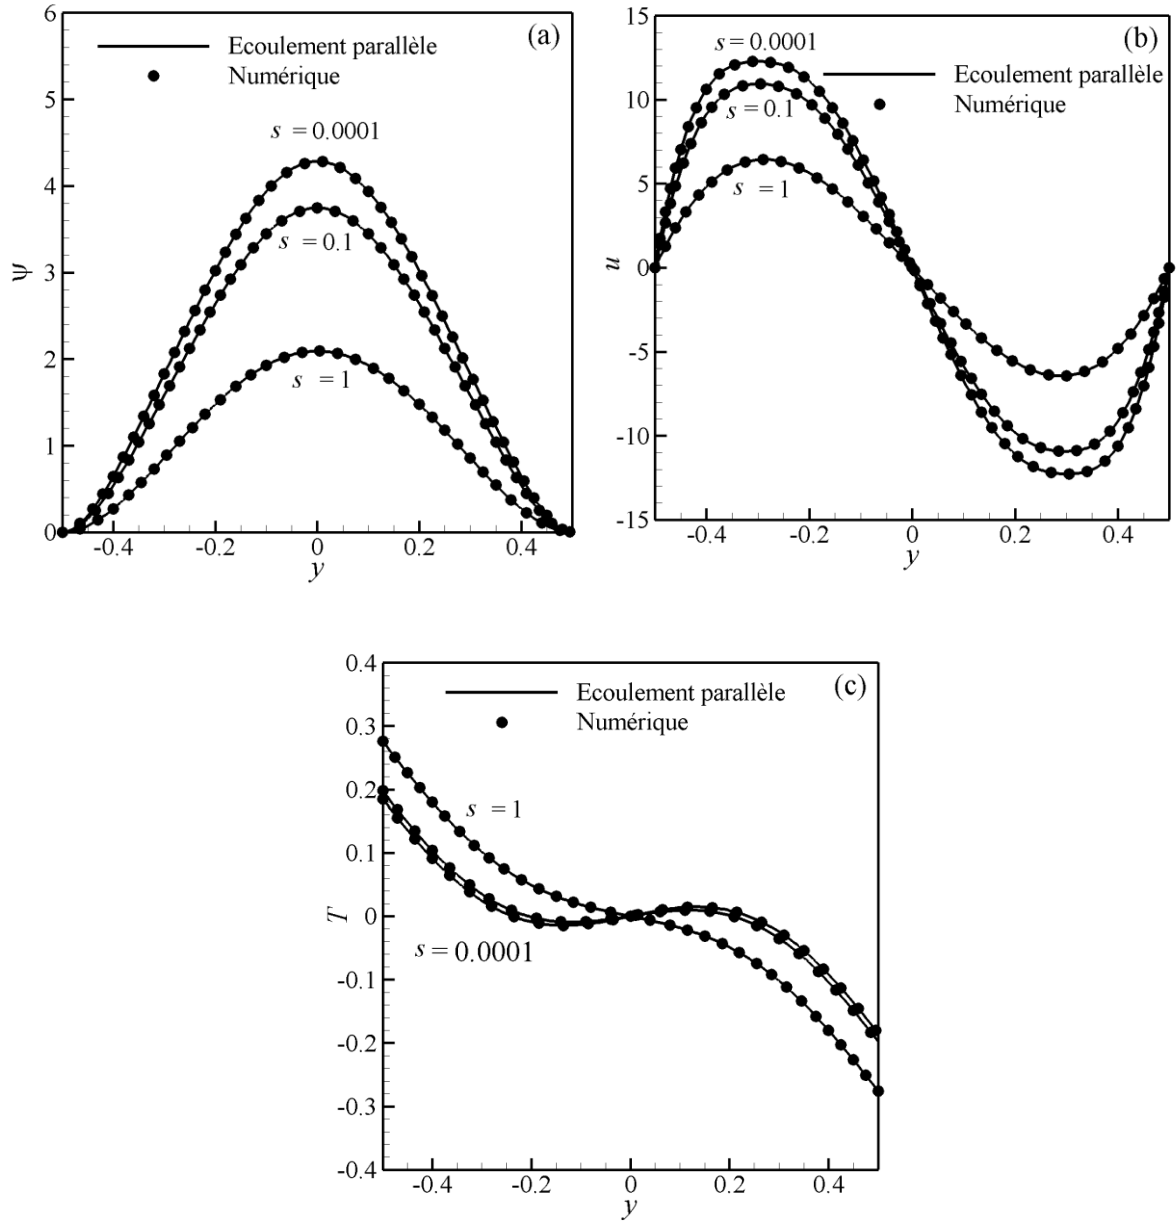 (a)
Ecoulement parallèle
Numérique
s = 0.0001
s = 0.1
s = 1
ψ
6
5
4
3
2
1
0
-0.4 -0.2 0 0.2 0.4
y
(b)
s = 0.0001
Ecoulement parallèle
Numérique
s = 0.1
s = 1
u
15
10
5
0
-5
-10
-15
-0.4 -0.2 0 0.2 0.4
y
(c)
Ecoulement parallèle
Numérique
s = 1
s = 0.0001
T
0.4
0.3
0.2
0.1
0
-0.1
-0.2
-0.3
-0.4
-0.4 -0.2 0 0.2 0.4
y